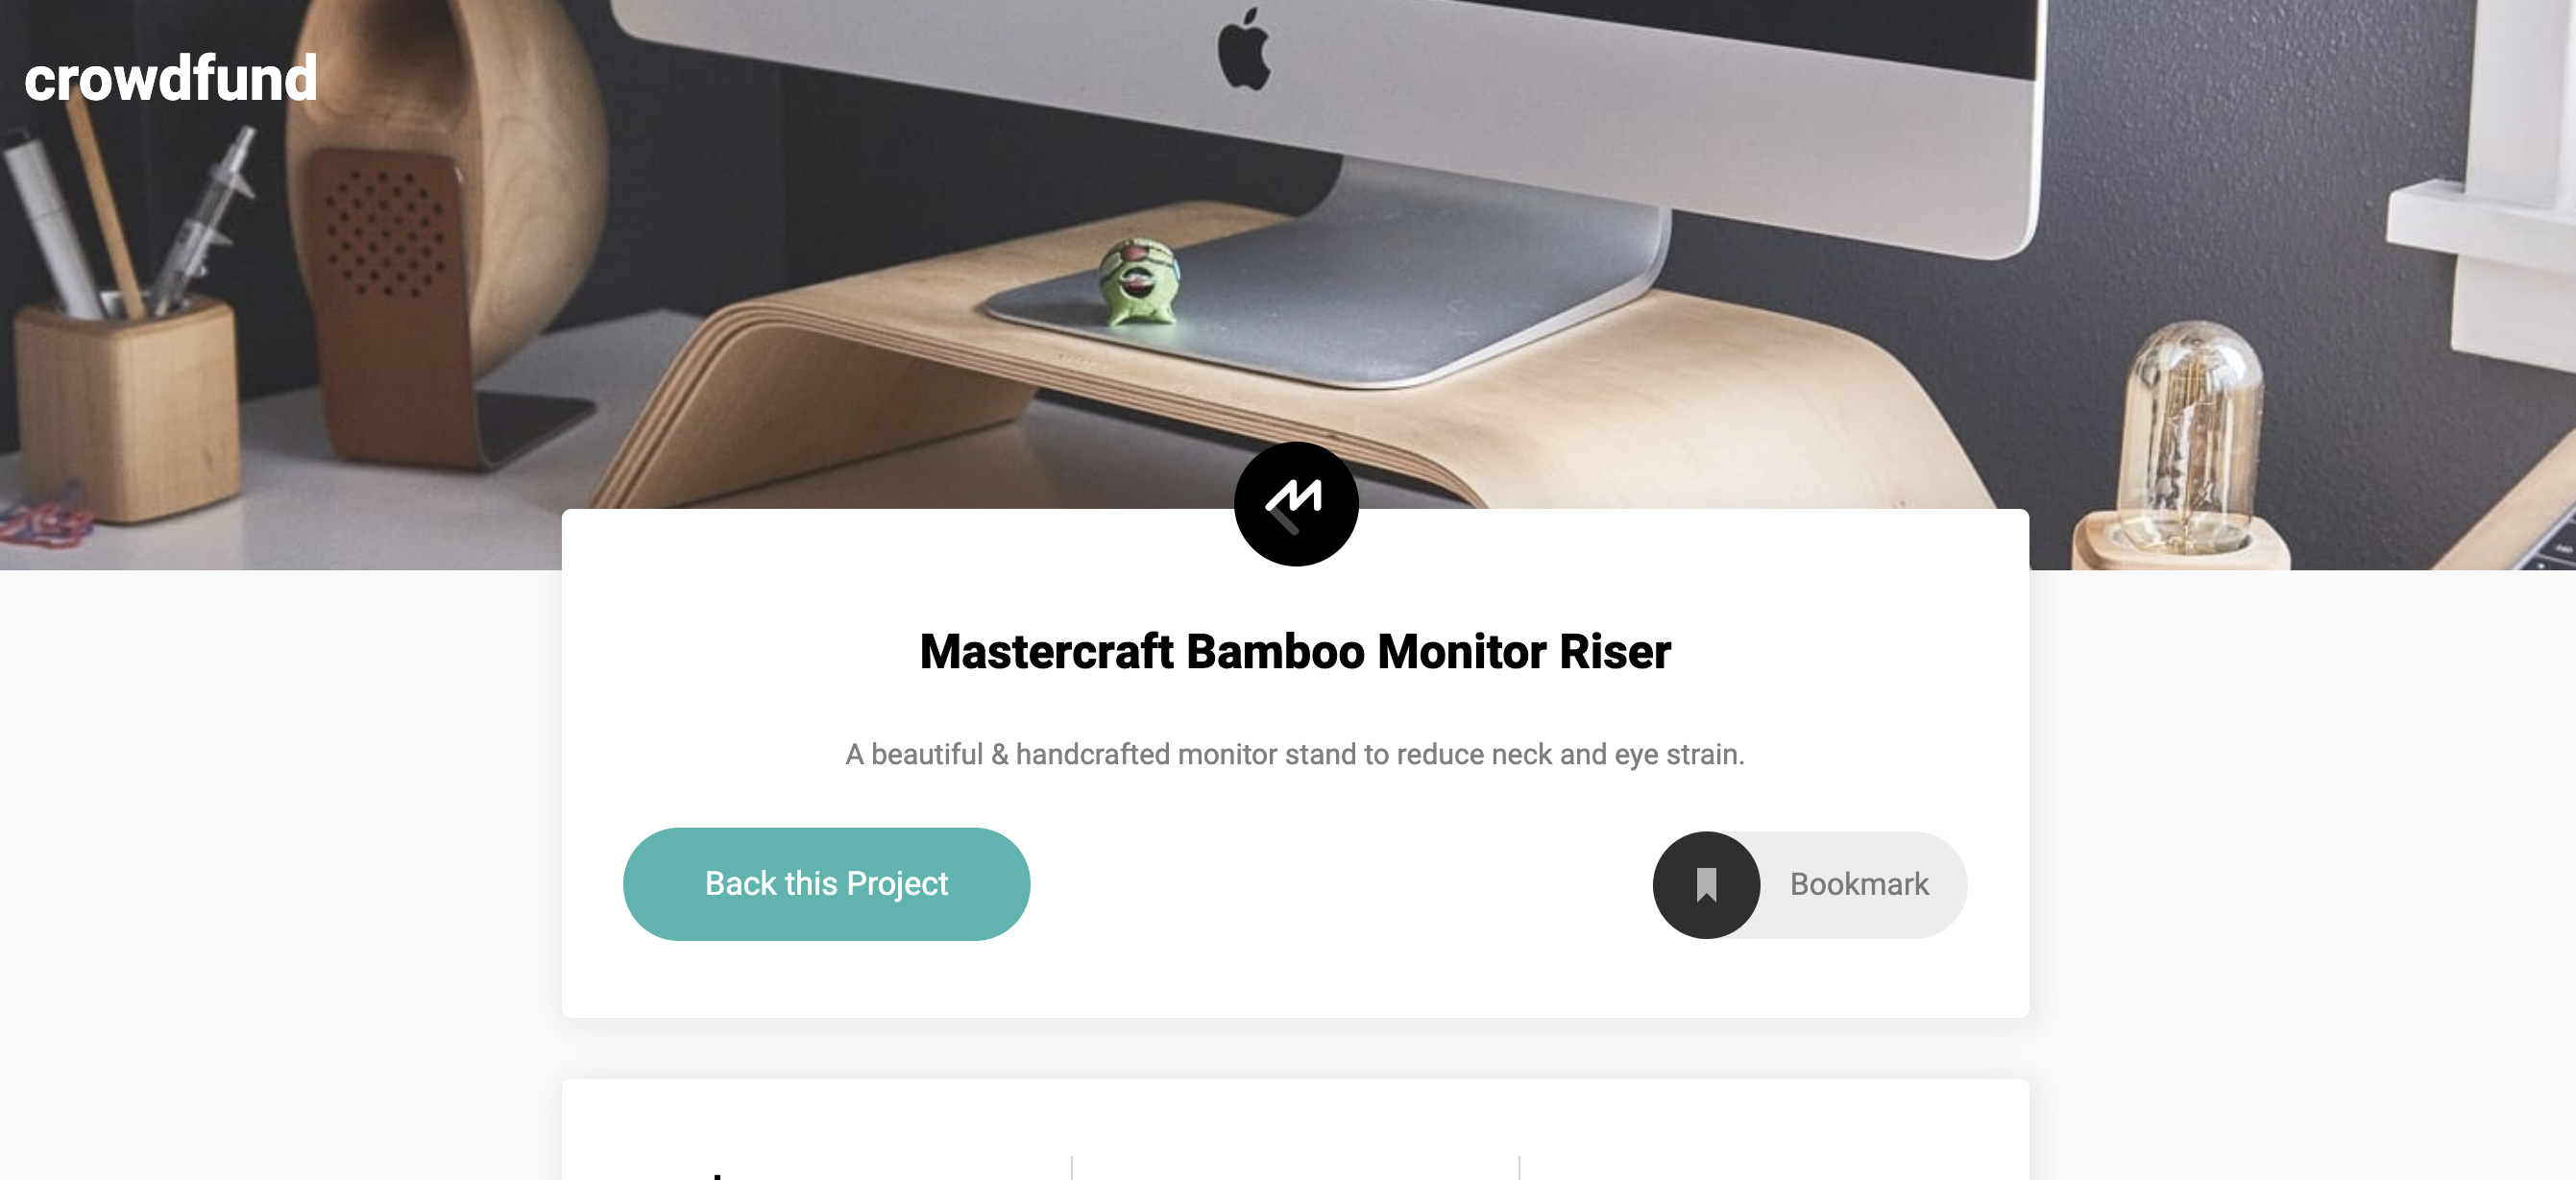 crowdfund
Mastercraft Bamboo Monitor Riser
A beautiful & handcrafted monitor stand to reduce neck and eye strain.
Back this Project
Bookmark